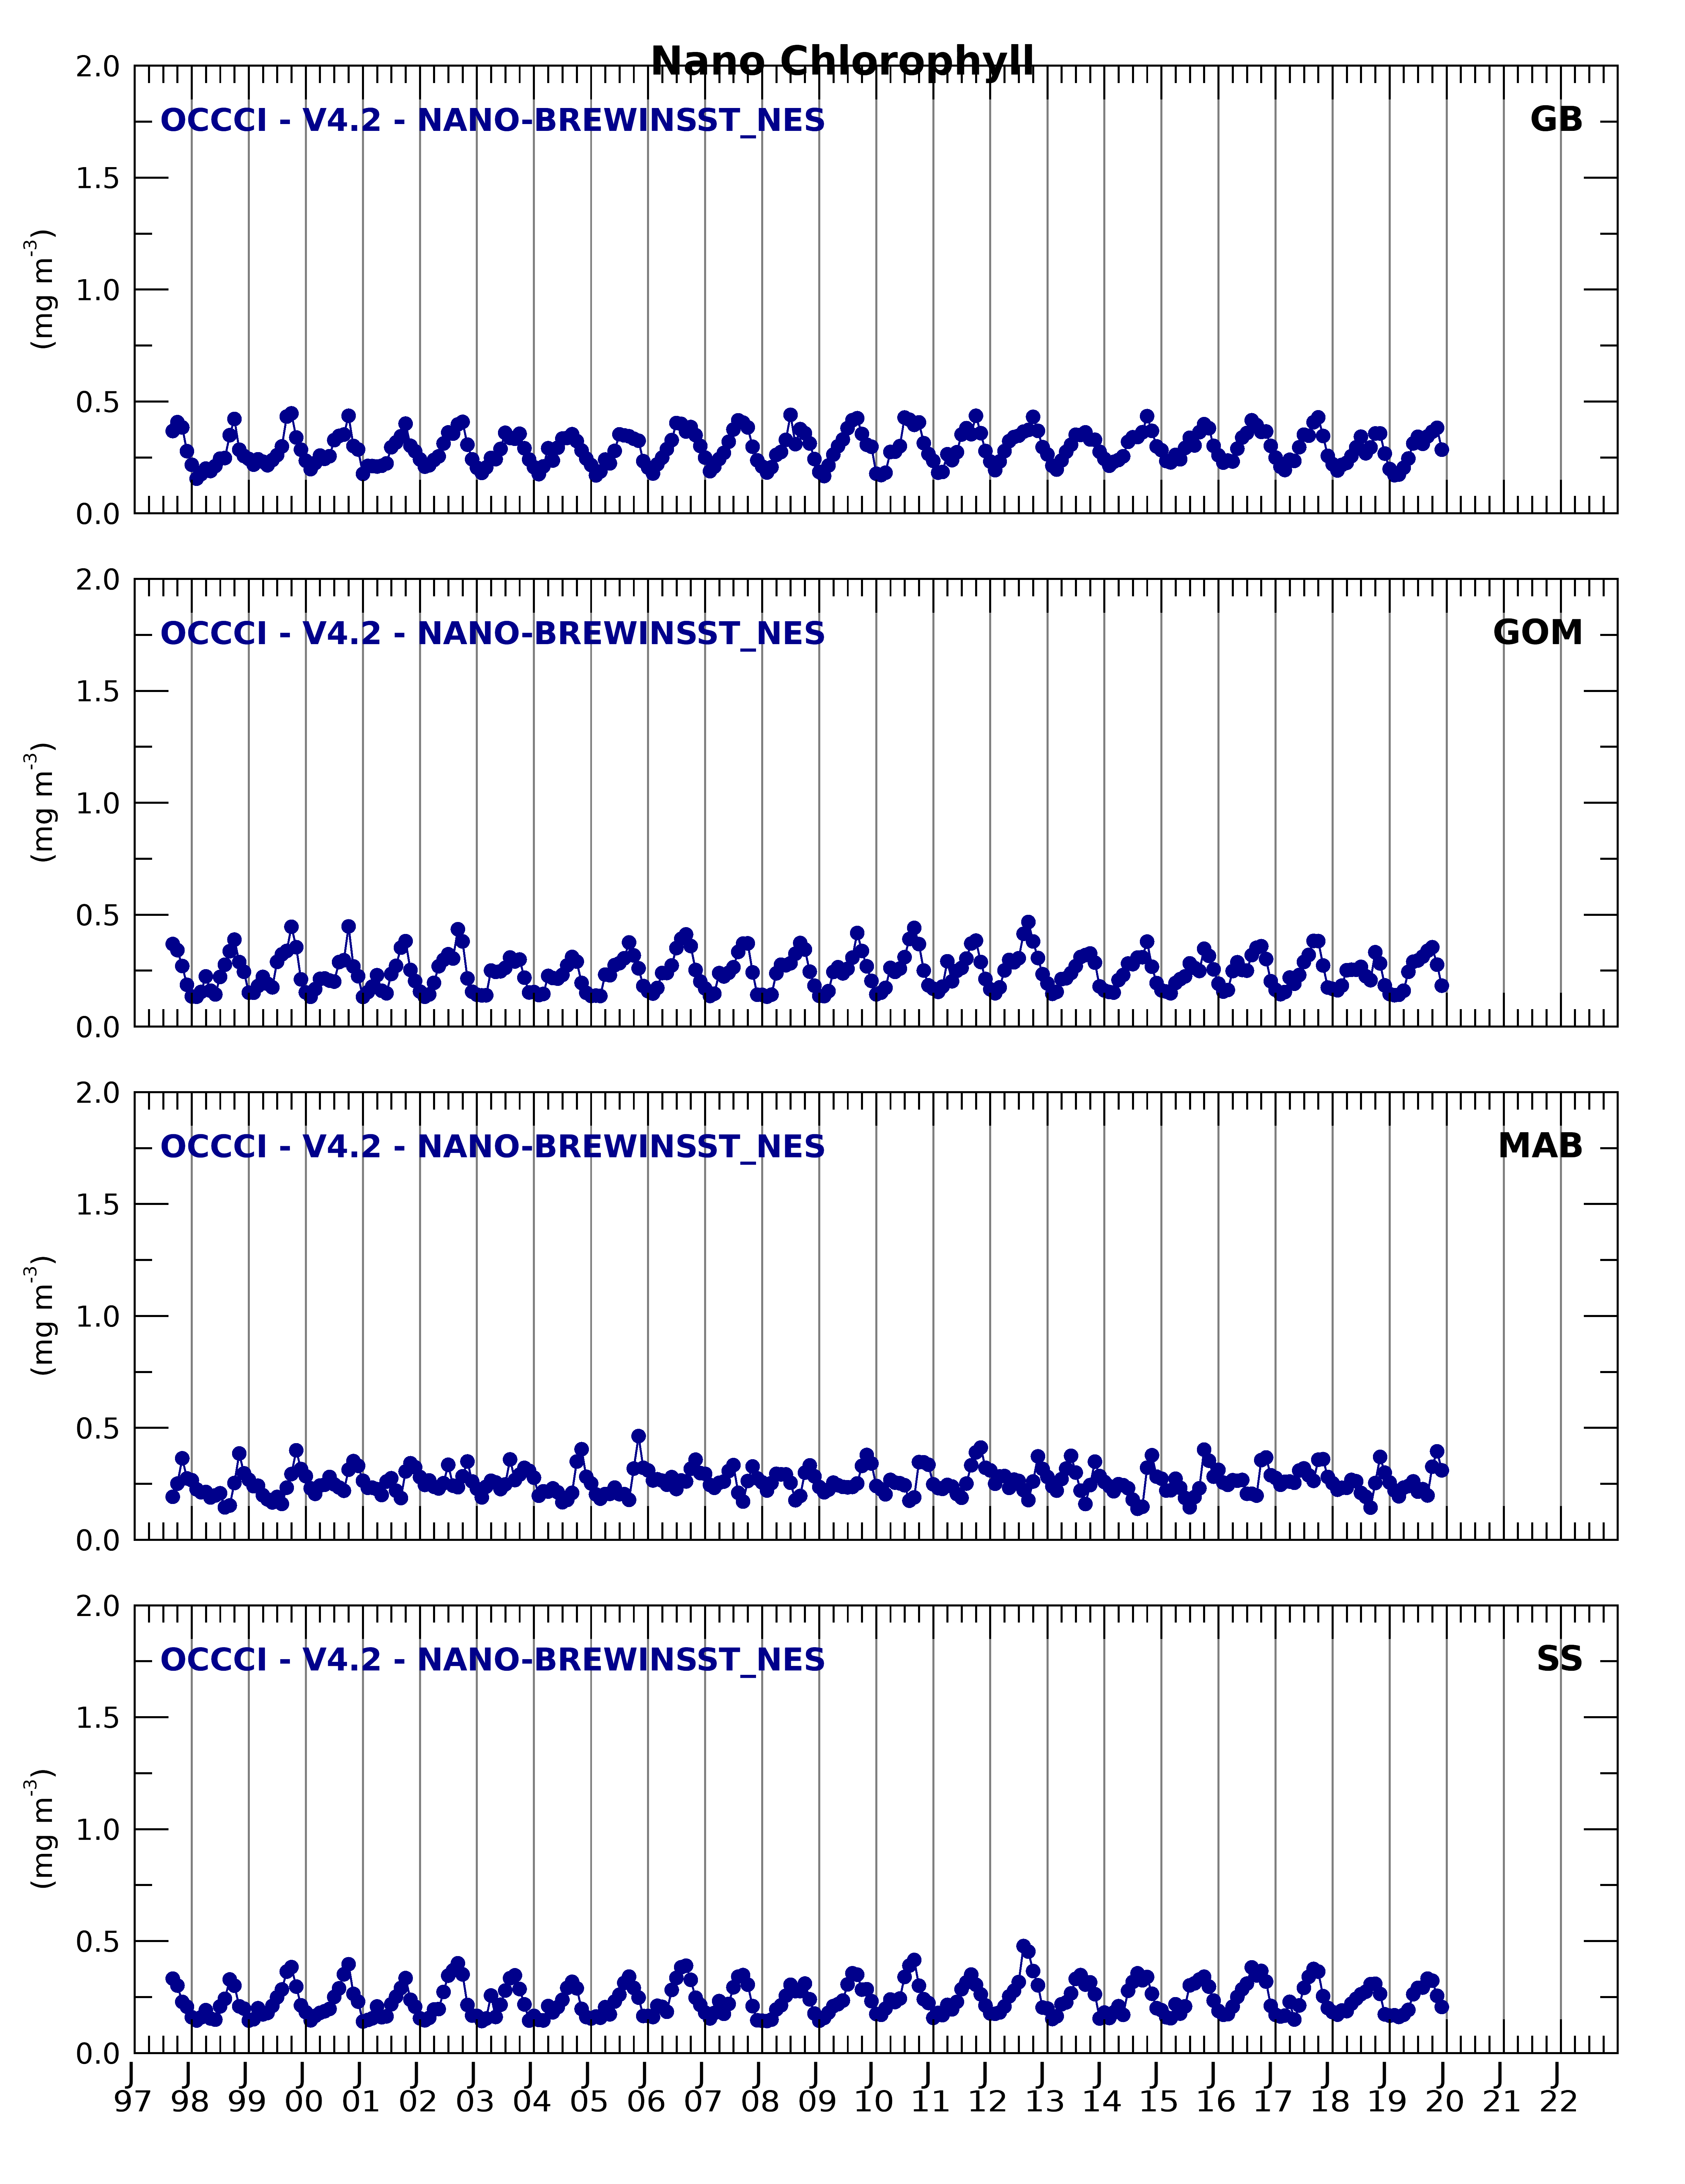 Nano Chlorophyll
2.0
OCCCI - V4.2 - NANO-BREWINSST_NES GB
1.5
(mg m-3)
1.0
0.5
0.0
2.0
OCCCI - V4.2 - NANO-BREWINSST_NES GOM
1.5
(mg m-3)
1.0
0.5
0.0
2.0
OCCCI - V4.2 - NANO-BREWINSST_NES MAB
1.5
(mg m-3)
1.0
0.5
0.0
2.0
OCCCI - V4.2 - NANO-BREWINSST_NES SS
1.5
(mg m-3)
1.0
0.5
0.0
J J J J J J J J J J J J J J J J J J J J J J J J J J
97 98 99 00 01 02 03 04 05 06 07 08 09 10 11 12 13 14 15 16 17 18 19 20 21 22